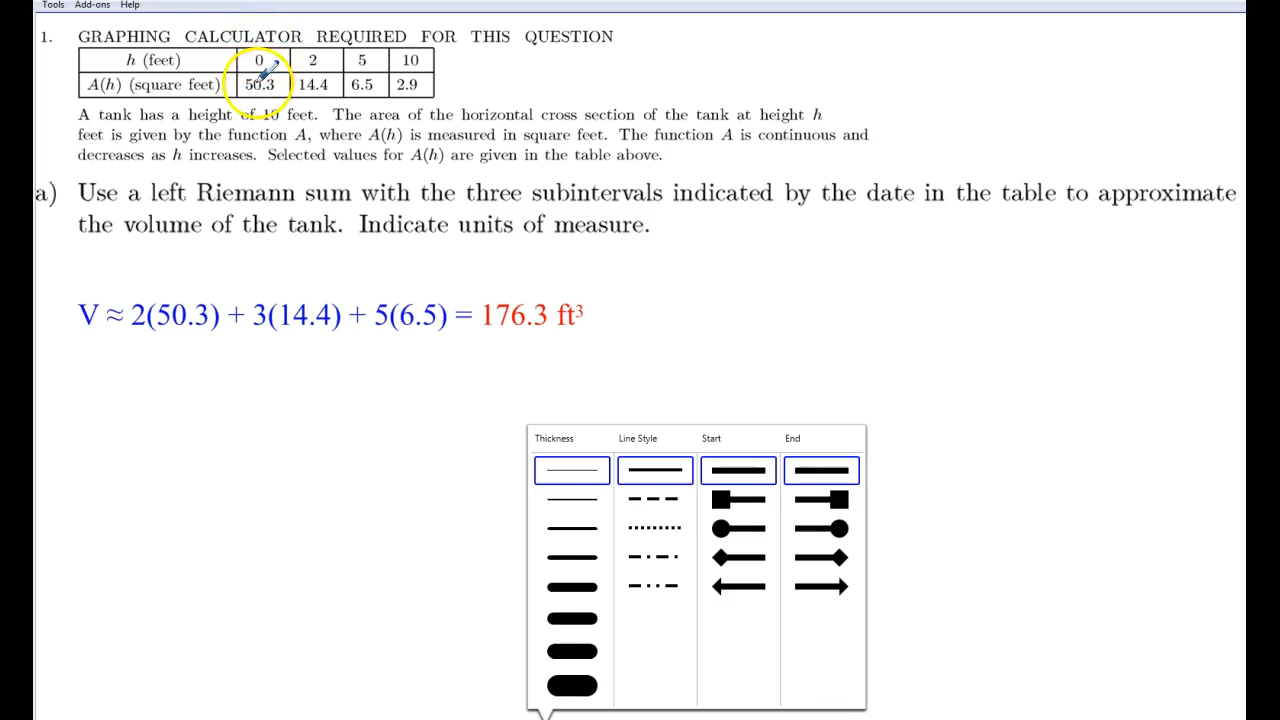 Tools Add-ons Help
1. GRAPHING CALCULATOR REQUIRED FOR THIS QUESTION
h (feet) 0 2 5 10
A(h) (square feet) 50.3 14.4 6.5 2.9
A tank has a height of 10 feet. The area of the horizontal cross section of the tank at height h
feet is given by the function A, where A(h) is measured in square feet. The function A is continuous and
decreases as h increases. Selected values for A(h) are given in the table above.
a) Use a left Riemann sum with the three subintervals indicated by the date in the table to approximate
the volume of the tank. Indicate units of measure.
V ≈ 2(50.3) + 3(14.4) + 5(6.5) = 176.3 ft³
Thickness Line Style Start End